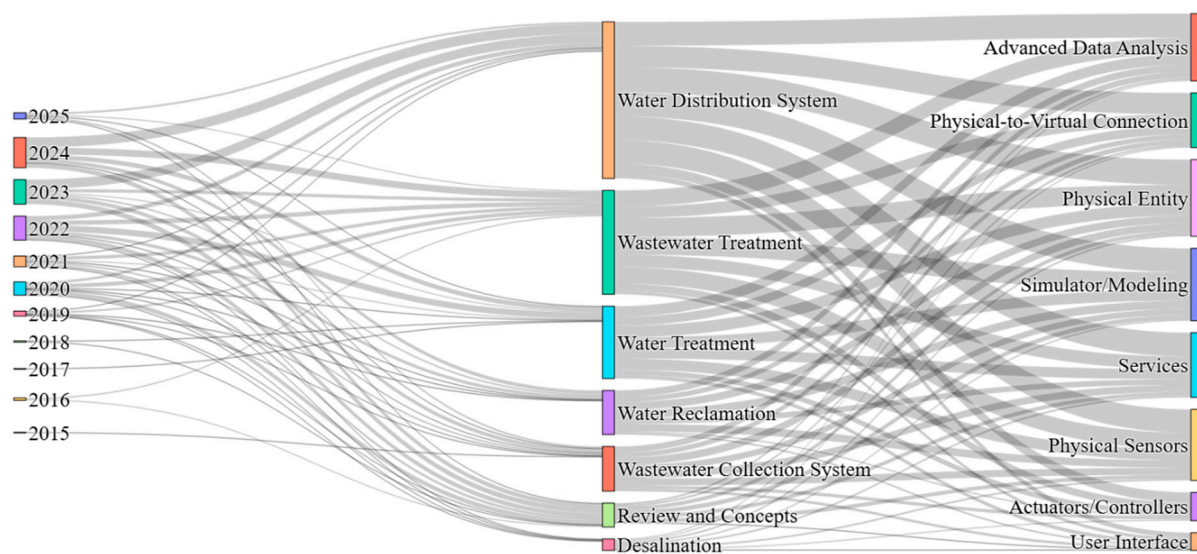 2025
2024
2023
2022
2021
2020
2019
2018
2017
2016
2015
Water Distribution System
Wastewater Treatment
Water Treatment
Water Reclamation
Wastewater Collection System
Review and Concepts
Desalination
Advanced Data Analysis
Physical-to-Virtual Connection
Physical Entity
Simulator/Modeling
Services
Physical Sensors
Actuators/Controllers
User Interface